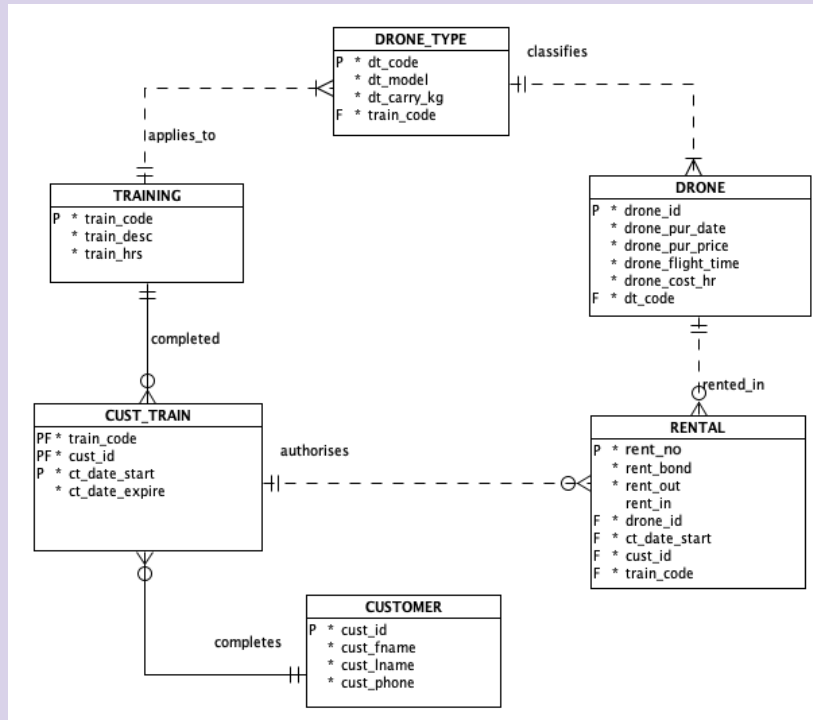 DRONE_TYPE
P * dt_code
* dt_model
* dt_carry_kg
F * train_code
classifies
applies_to
TRAINING
P * train_code
* train_desc
* train_hrs
DRONE
P * drone_id
* drone_pur_date
* drone_pur_price
* drone_flight_time
* drone_cost_hr
F * dt_code
completed
rented_in
CUST_TRAIN
PF * train_code
PF * cust_id
P * ct_date_start
* ct_date_expire
authorises
RENTAL
P * rent_no
* rent_bond
* rent_out
rent_in
F * drone_id
F * ct_date_start
F * cust_id
F * train_code
completes
CUSTOMER
P * cust_id
* cust_fname
* cust_lname
* cust_phone